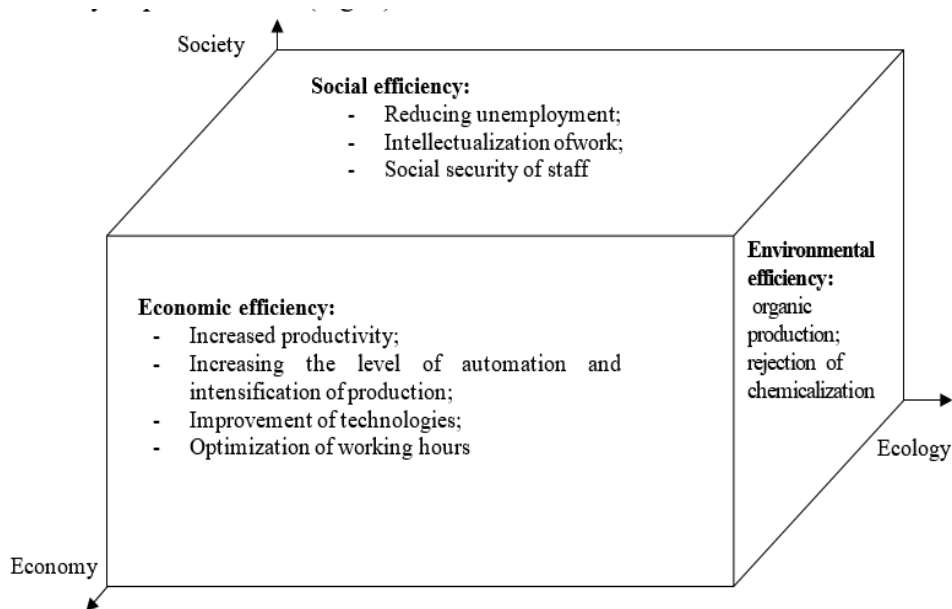 Society
Social efficiency:
- Reducing unemployment;
- Intellectualization ofwork;
- Social security of staff
Environmental
efficiency:
organic
production;
rejection of
chemicalization
Economic efficiency:
- Increased productivity;
- Increasing the level of automation and
intensification of production;
- Improvement of technologies;
- Optimization of working hours
Ecology
Economy